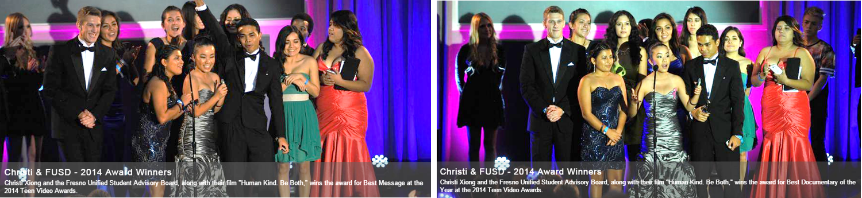 Christi & FUSD - 2014 Award Winners
Christi Xiong and the Fresno Unified Student Advisory Board, along with their film "Human Kind. Be Both," wins the award for Best Message at the
2014 Teen Video Awards.
Christi & FUSD - 2014 Award Winners
Christi Xiong and the Fresno Unified Student Advisory Board, along with their film "Human Kind. Be Both," wins the award for Best Documentary of the
Year at the 2014 Teen Video Awards.